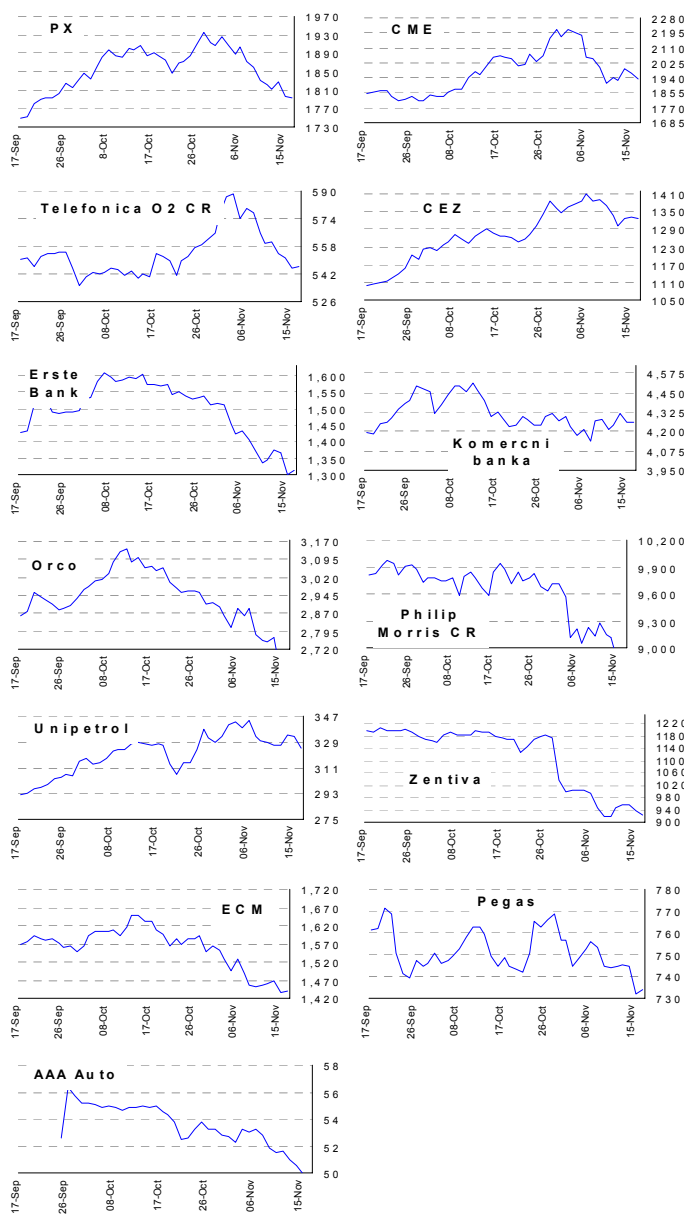 PX
1970
1930
1890
1850
1810
1770
1730
17-Sep
26-Sep
8-Oct
17-Oct
26-Oct
6-Nov
15-Nov
CME
2280
2195
2110
2025
1940
1855
1770
1685
17-Sep
26-Sep
08-Oct
17-Oct
26-Oct
06-Nov
15-Nov
Telefonica O2 CR
590
574
558
542
526
17-Sep
26-Sep
08-Oct
17-Oct
26-Oct
06-Nov
15-Nov
CEZ
1410
1350
1290
1230
1170
1110
1050
17-Sep
26-Sep
08-Oct
17-Oct
26-Oct
06-Nov
15-Nov
Erste
Bank
1,600
1,500
1,450
1,400
1,350
1,300
17-Sep
26-Sep
08-Oct
17-Oct
26-Oct
06-Nov
15-Nov
Komercni
banka
4,575
4,450
4,325
4,200
4,075
3,950
17-Sep
26-Sep
08-Oct
17-Oct
26-Oct
06-Nov
15-Nov
Orco
3,170
3,095
3,020
2,945
2,870
2,795
2,720
17-Sep
26-Sep
08-Oct
17-Oct
26-Oct
06-Nov
15-Nov
Philip
Morris CR
10,200
9,900
9,600
9,300
9,000
17-Sep
26-Sep
08-Oct
17-Oct
26-Oct
06-Nov
15-Nov
Unipetrol
347
329
311
293
275
17-Sep
26-Sep
08-Oct
17-Oct
26-Oct
06-Nov
15-Nov
Zentiva
1220
1180
1140
1100
1060
1020
980
940
900
17-Sep
26-Sep
08-Oct
17-Oct
26-Oct
06-Nov
15-Nov
ECM
1,720
1,670
1,620
1,570
1,520
1,470
1,420
17-Sep
26-Sep
08-Oct
17-Oct
26-Oct
06-Nov
15-Nov
Pegas
780
770
760
750
740
730
17-Sep
26-Sep
08-Oct
17-Oct
26-Oct
06-Nov
15-Nov
AAA Auto
58
56
54
52
50
17-Sep
26-Sep
08-Oct
17-Oct
26-Oct
06-Nov
15-Nov